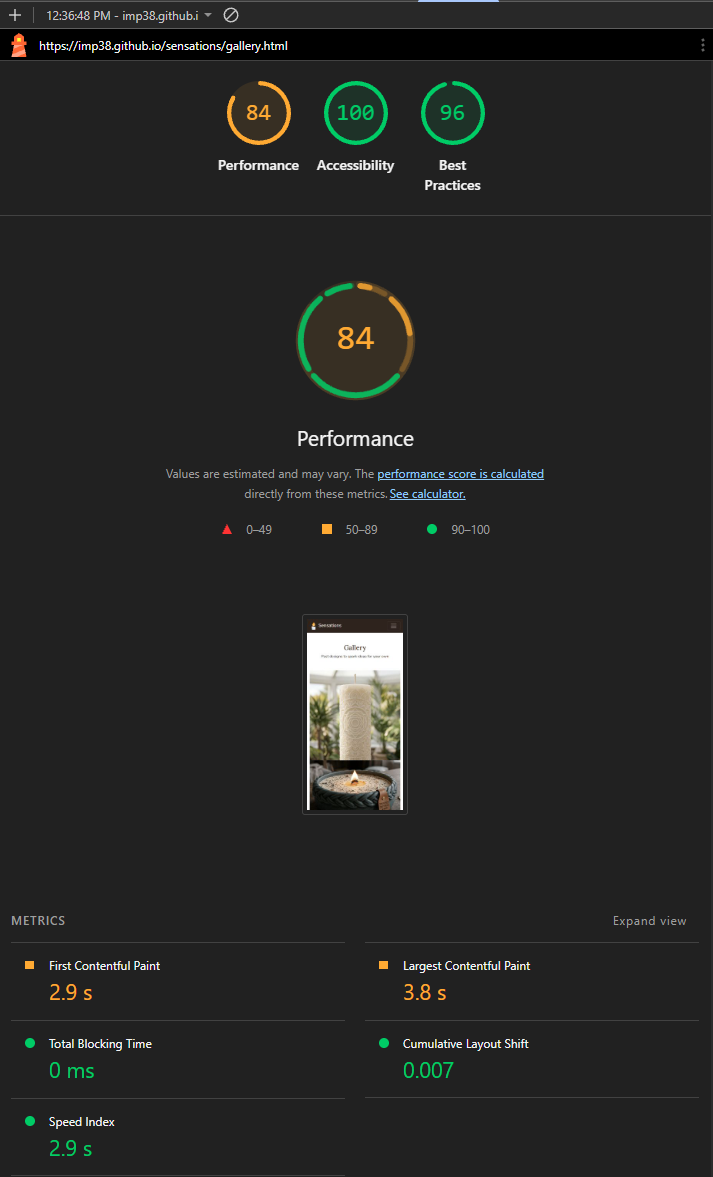 12:36:48 PM - imp38.github.i
https://imp38.github.io/sensations/gallery.html
84
100
96
Performance
Accessibility
Best
Practices
84
Performance
Values are estimated and may vary. The performance score is calculated
directly from these metrics. See calculator.
0–49
50–89
90–100
Sensations
Gallery
METRICS
Expand view
First Contentful Paint
2.9 s
Largest Contentful Paint
3.8 s
Total Blocking Time
0 ms
Cumulative Layout Shift
0.007
Speed Index
2.9 s